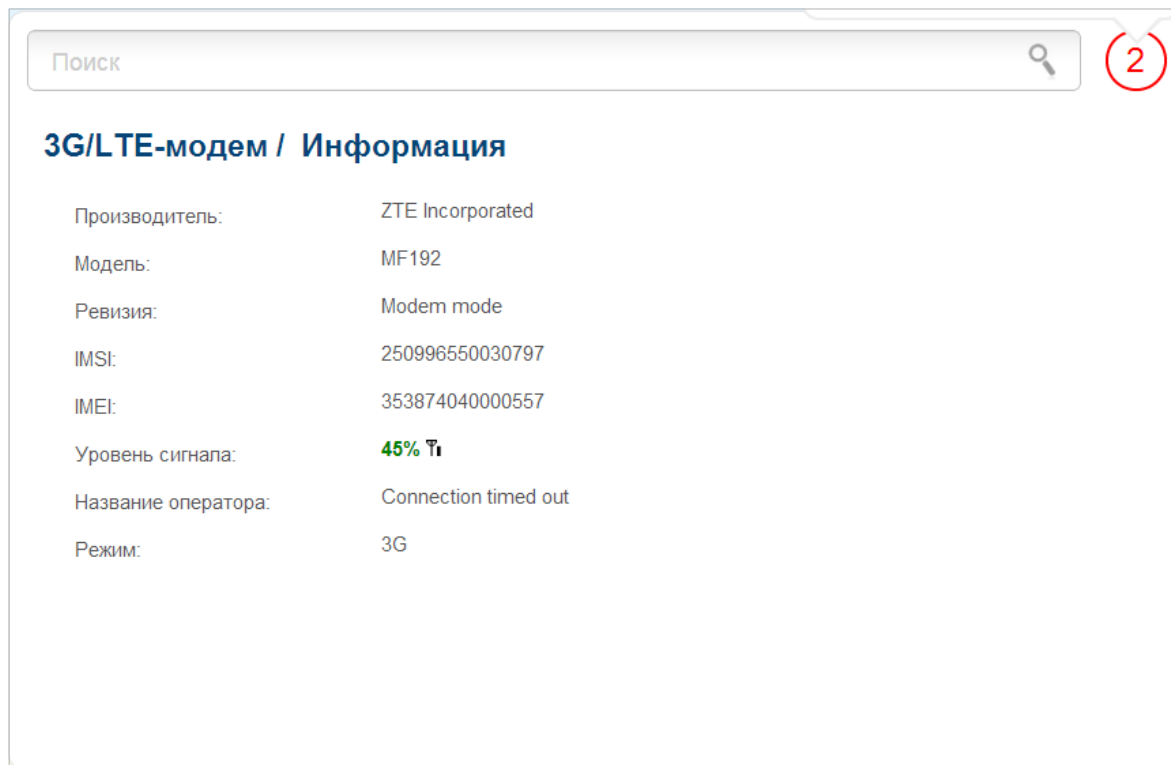 Поиск
2
3G/LTE-модем / Информация
Производитель: ZTE Incorporated
Модель: MF192
Ревизия: Modem mode
IMSI: 250996550030797
IMEI: 353874040000557
Уровень сигнала: 45%
Название оператора: Connection timed out
Режим: 3G